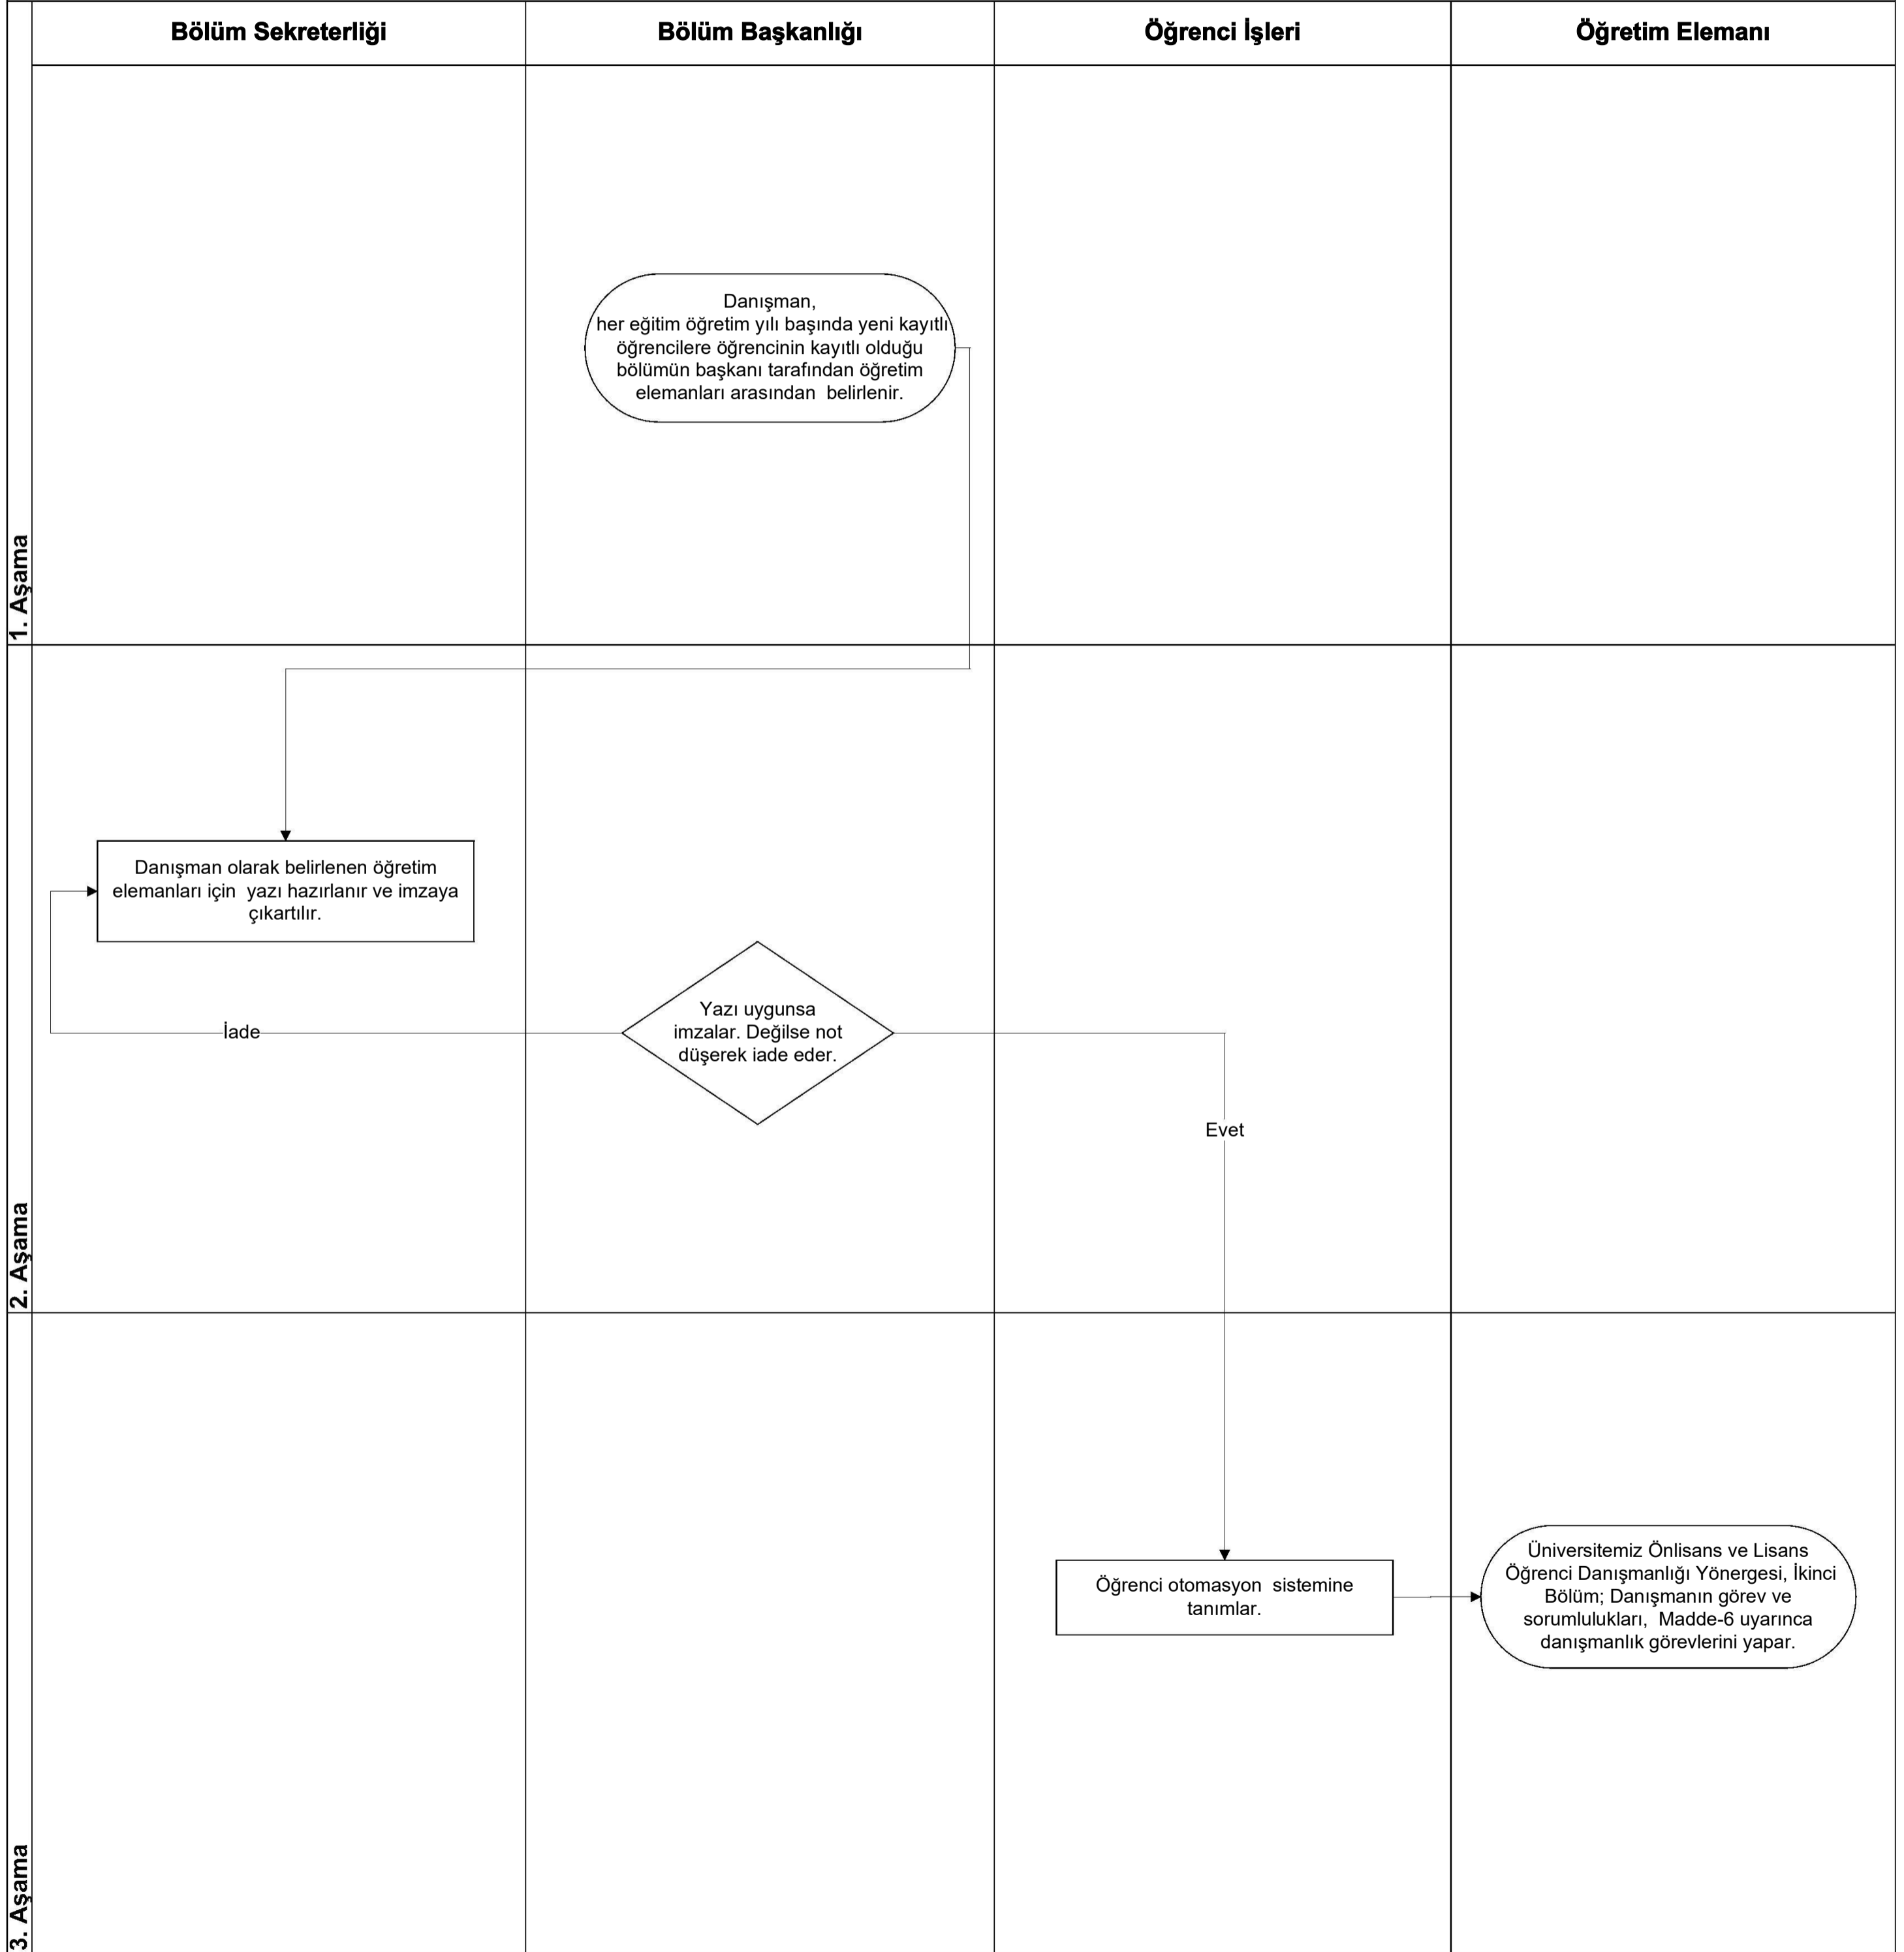 Bölüm Sekreterliği
Bölüm Başkanlığı
Öğrenci İşleri
Öğretim Elemanı
1. Aşama
Danışman,
her eğitim öğretim yılı başında yeni kayıtlı
öğrencilere öğrencinin kayıtlı olduğu
bölümün başkanı tarafından öğretim
elemanları arasından  belirlenir.
2. Aşama
Danışman olarak belirlenen öğretim
elemanları için  yazı hazırlanır ve imzaya
çıkartılır.
Yazı uygunsa
imzalar. Değilse not
düşerek iade eder.
İade
Evet
3. Aşama
Öğrenci otomasyon  sistemine
tanımlar.
Üniversitemiz Önlisans ve Lisans
Öğrenci Danışmanlığı Yönergesi, İkinci
Bölüm; Danışmanın görev ve
sorumlulukları,  Madde-6 uyarınca
danışmanlık görevlerini yapar.